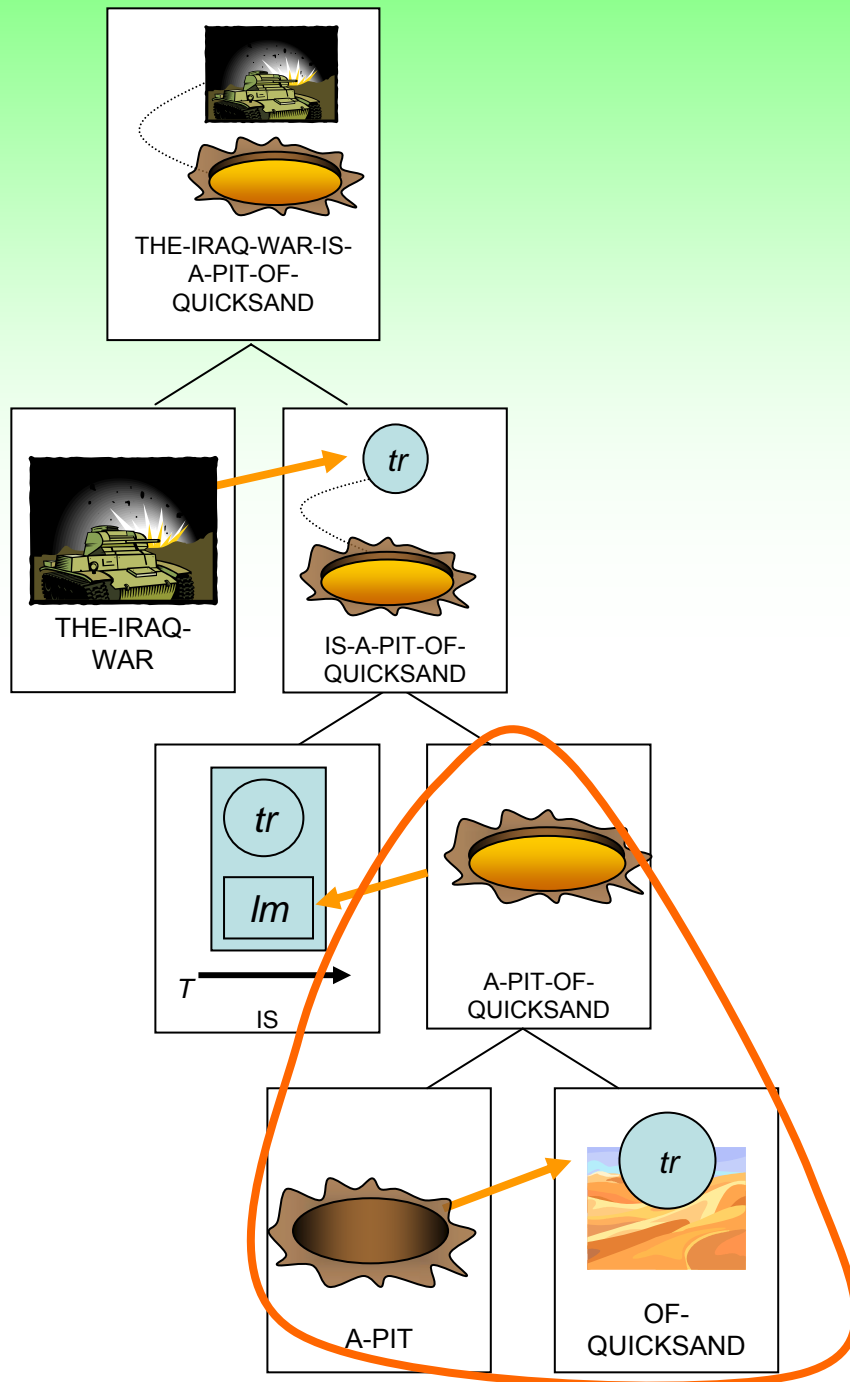 THE-IRAQ-WAR-IS-
A-PIT-OF-
QUICKSAND
tr
THE-IRAQ-
WAR
IS-A-PIT-OF-
QUICKSAND
tr
lm
T
IS
A-PIT-OF-
QUICKSAND
tr
A-PIT
OF-
QUICKSAND